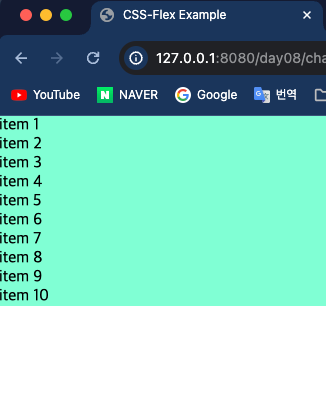 CSS-Flex Example
127.0.0.1:8080/day08/cha
YouTube NAVER Google 번역
item 1
item 2
item 3
item 4
item 5
item 6
item 7
item 8
item 9
item 10